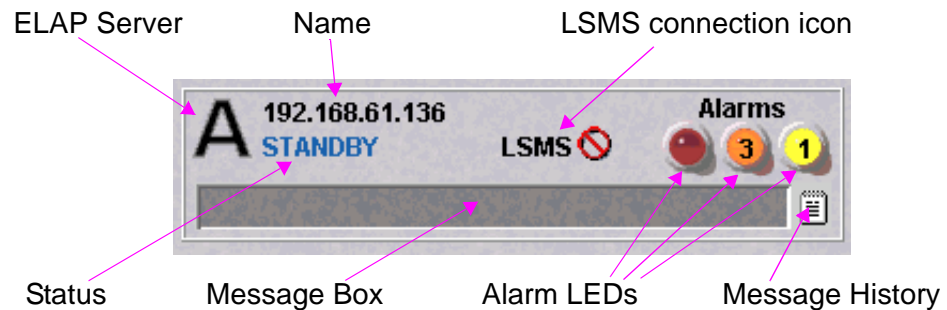 ELAP Server Name LSMS connection icon
A 192.168.61.136 Alarms
STANDBY LSMS 3 1
Status Message Box Alarm LEDs Message History